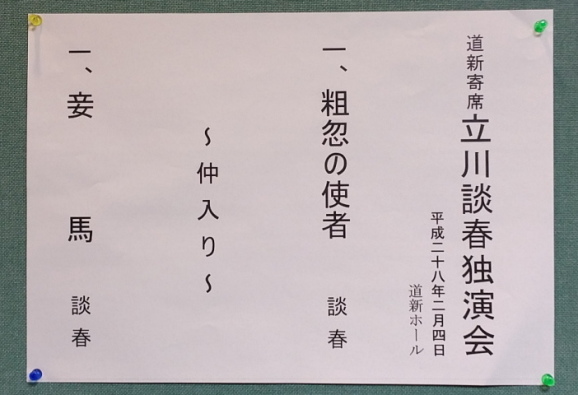 道新寄席 立川談春独演会
平成二十八年二月四日
道新ホール
一、粗忽の使者 談春
~仲入り~
一、妾 馬 談春